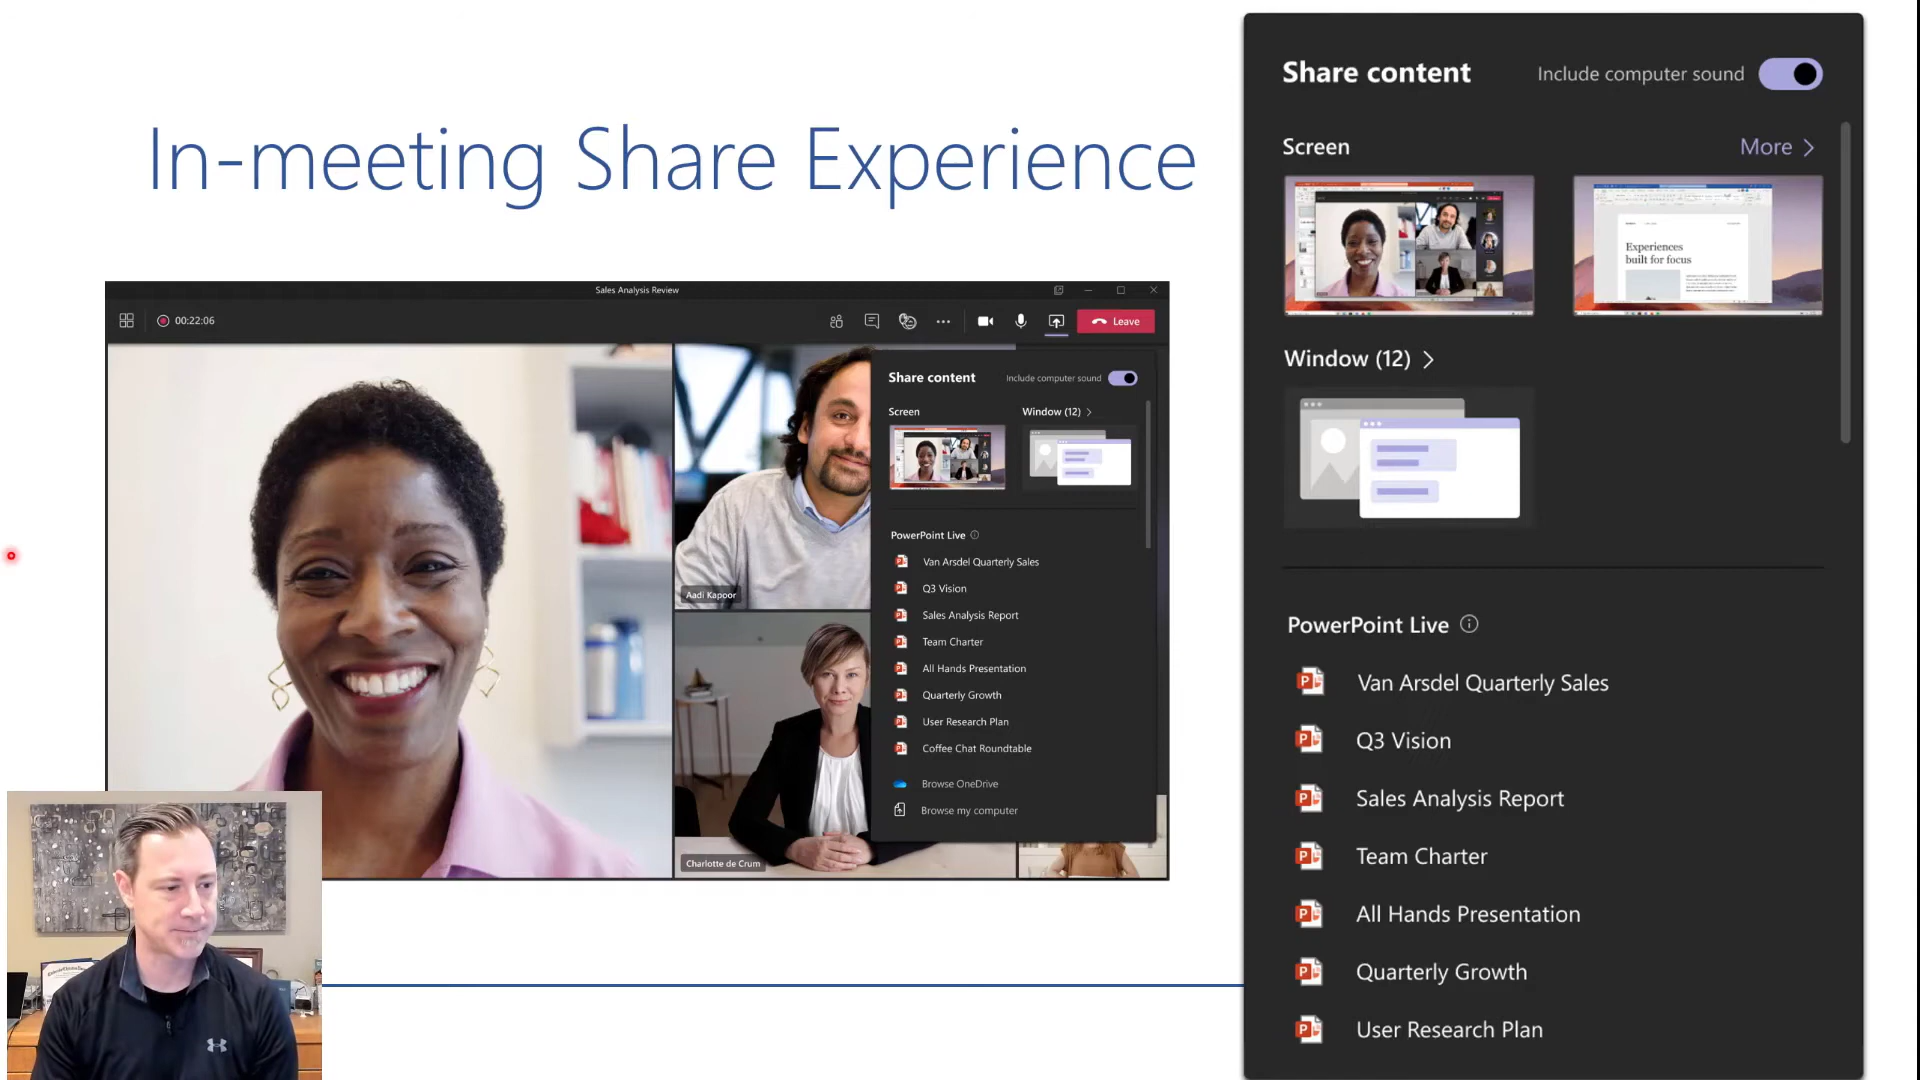 In-meeting Share Experience
Sales Analysis Review
00:22:06
Leave
Share content
Include computer sound
Screen
Window (12)
PowerPoint Live
Van Arsdel Quarterly Sales
Q3 Vision
Sales Analysis Report
Team Charter
All Hands Presentation
Quarterly Growth
User Research Plan
Coffee Chat Roundtable
Browse OneDrive
Browse my computer
Aadi Kapoor
Charlotte de Crum
Share content
Include computer sound
Screen
More
Experiences
built for focus
Window (12)
PowerPoint Live
Van Arsdel Quarterly Sales
Q3 Vision
Sales Analysis Report
Team Charter
All Hands Presentation
Quarterly Growth
User Research Plan